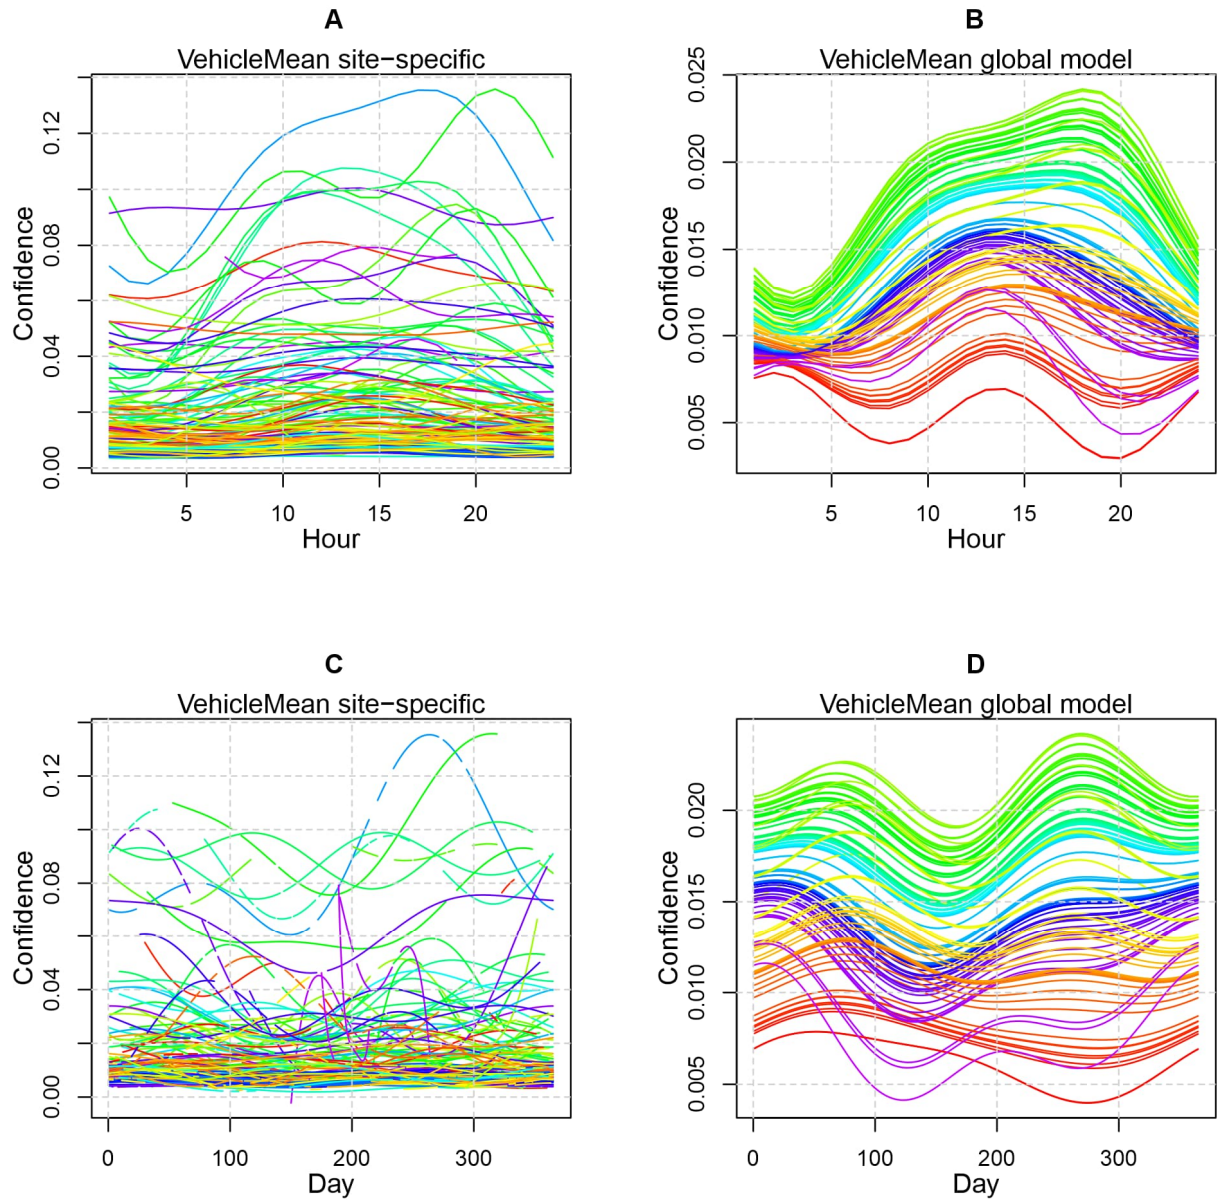 A
VehicleMean site−specific
Confidence
0.00 0.04 0.08 0.12
5 10 15 20
Hour
B
VehicleMean global model
Confidence
0.005 0.010 0.015 0.020 0.025
5 10 15 20
Hour
C
VehicleMean site−specific
Confidence
0.00 0.04 0.08 0.12
0 100 200 300
Day
D
VehicleMean global model
Confidence
0.005 0.010 0.015 0.020
0 100 200 300
Day